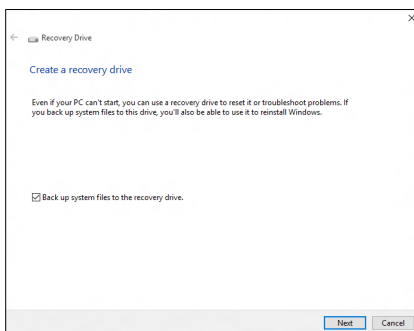 Recovery Drive
Create a recovery drive
Even if your PC can't start, you can use a recovery drive to reset it or troubleshoot problems. If
you back up system files to this drive, you'll also be able to use it to reinstall Windows.
Back up system files to the recovery drive.
Next Cancel